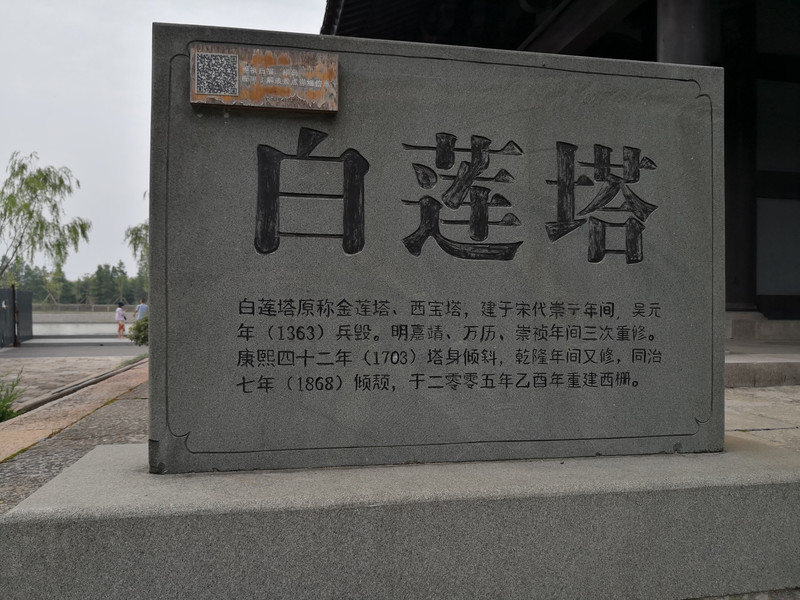 白莲塔
白莲塔原称金莲塔、西宝塔，建于宋代崇宁年间，吴元
年（1363）兵毁。明嘉靖、万历、崇祯年间三次重修。
康熙四十二年（1703）塔身倾斜，乾隆年间又修，同治
七年（1868）倾颓，于二零零五年乙酉年重建西栅。